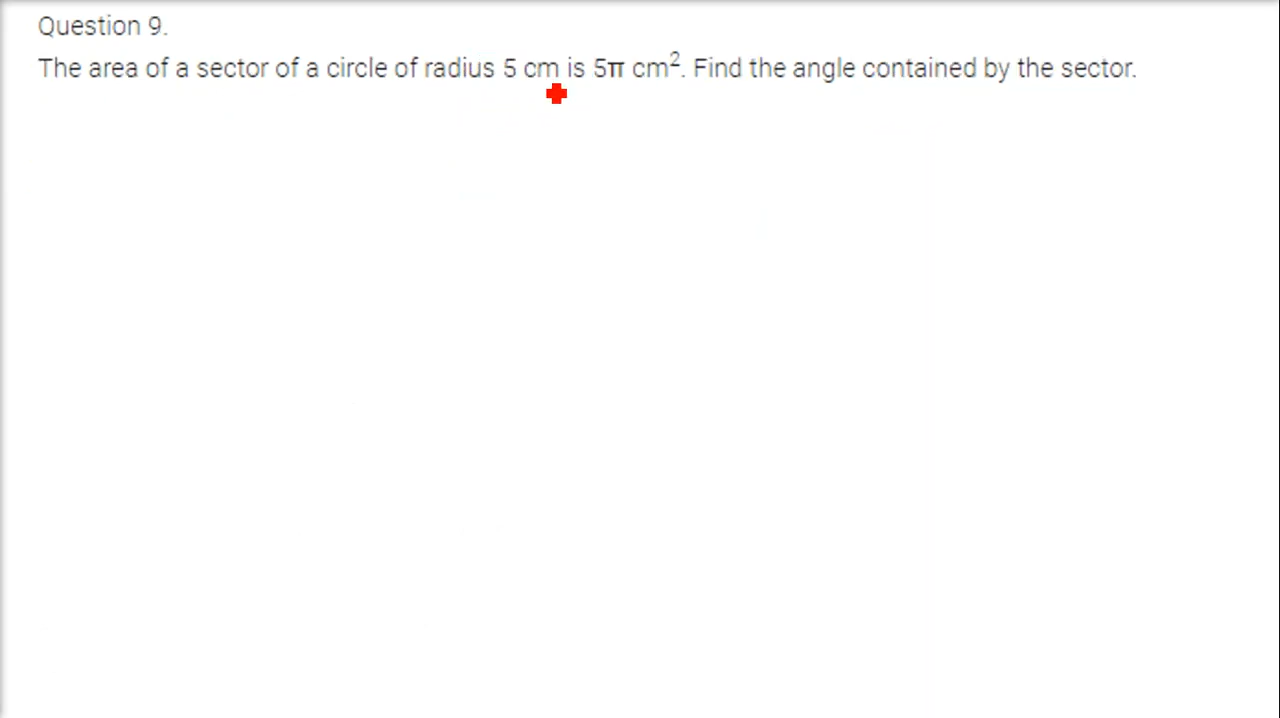 Question 9.
The area of a sector of a circle of radius 5 cm is 5π cm². Find the angle contained by the sector.